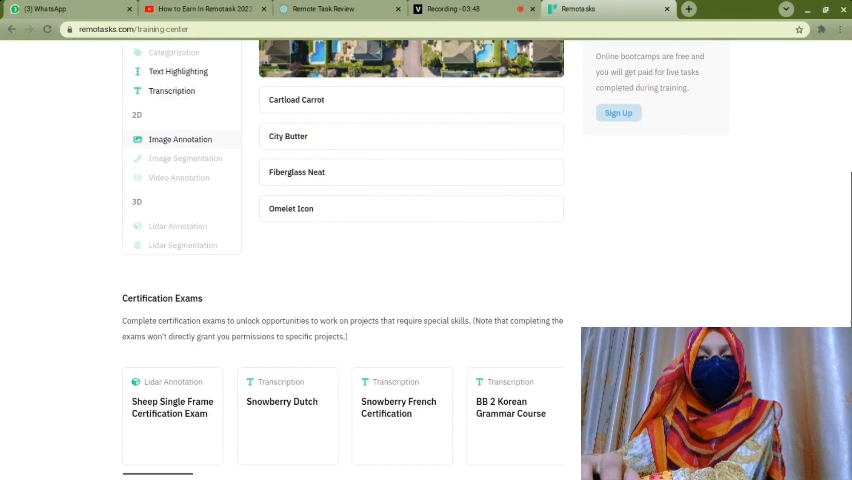 (3) WhatsApp
How to Earn In Remotask 202
Remote Task Review
Recording - 03:48
Remotasks
remotasks.com/training-center
Categorization
Text Highlighting
Transcription
2D
Image Annotation
Image Segmentation
Video Annotation
3D
Lidar Annotation
Lidar Segmentation
Cartload Carrot
City Butter
Fiberglass Neat
Omelet Icon
Online bootcamps are free and
you will get paid for live tasks
completed during training.
Sign Up
Certification Exams
Complete certification exams to unlock opportunities to work on projects that require special skills. (Note that completing the
exams won't directly grant you permissions to specific projects.)
Lidar Annotation
Sheep Single Frame
Certification Exam
Transcription
Snowberry Dutch
Transcription
Snowberry French
Certification
Transcription
BB 2 Korean
Grammar Course